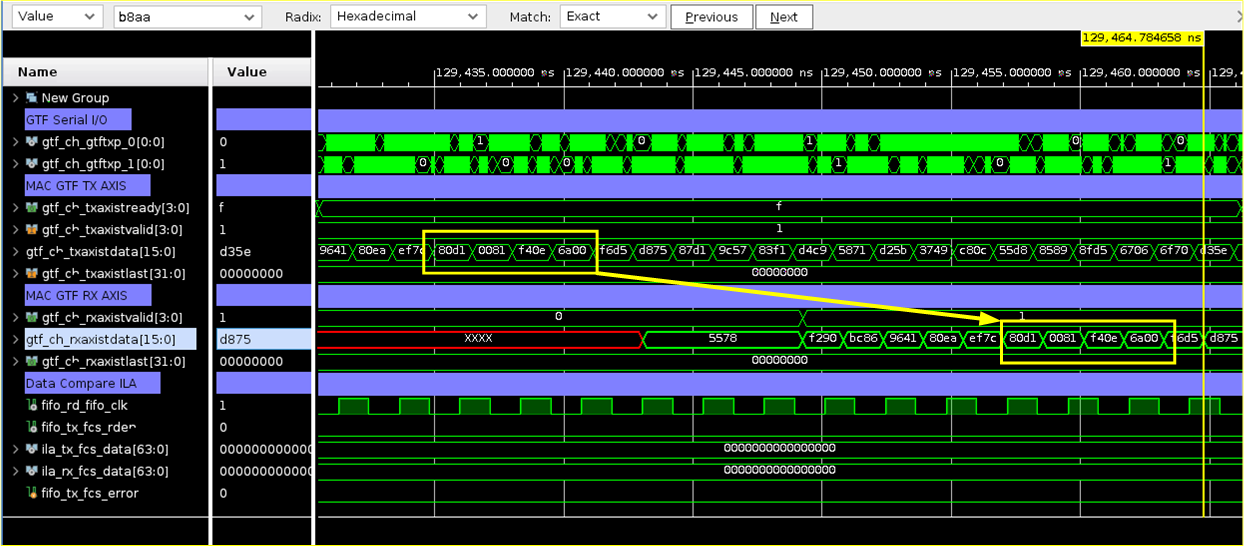 Value b8aa Radix: Hexadecimal Match: Exact Previous Next
129,464.784658 ns
Name Value 129,435.000000 ns 129,440.000000 ns 129,445.000000 ns 129,450.000000 ns 129,455.000000 ns 129,460.000000 ns 129,4
New Group
GTF Serial I/O
gtf_ch_gtftxp_0[0:0] 0 1 0 1 0 0
gtf_ch_gtftxp_1[0:0] 1 0 0 0 1 0 1
MAC GTF TX AXIS
gtf_ch_txaxistready[3:0] f f
gtf_ch_txaxistvalid[3:0] 1 1
gtf_ch_txaxistdata[15:0] d35e 9641 80ea ef7c 80d1 0081 f40e 6a00 f6d5 d875 87d1 9c57 83f1 d4c9 5871 d25b 3749 c80c 55d8 8589 8fd5 6706 6f70 d35e
gtf_ch_txaxistlast[31:0] 00000000 00000000
MAC GTF RX AXIS
gtf_ch_rxaxistvalid[3:0] 1 0 1
gtf_ch_rxaxistdata[15:0] d875 XXXX 5578 f290 bc86 9641 80ea ef7c 80d1 0081 f40e 6a00 f6d5 d875
gtf_ch_rxaxistlast[31:0] 00000000 00000000
Data Compare ILA
fifo_rd_fifo_clk 1
fifo_tx_fcs_rden 0
ila_tx_fcs_data[63:0] 0000000000000 0000000000000000
ila_rx_fcs_data[63:0] 0000000000000 0000000000000000
fifo_tx_fcs_error 0